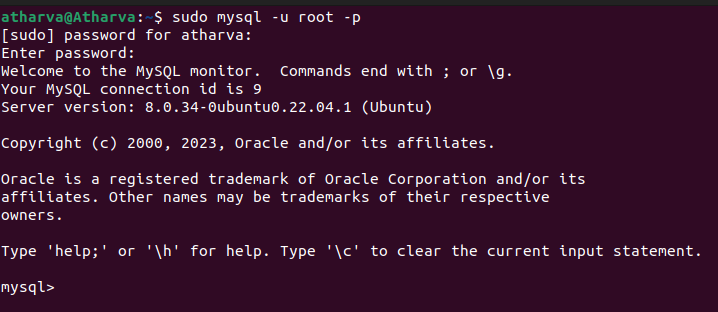 atharva@Atharva:~$ sudo mysql -u root -p
[sudo] password for atharva:
Enter password:
Welcome to the MySQL monitor.  Commands end with ; or \g.
Your MySQL connection id is 9
Server version: 8.0.34-0ubuntu0.22.04.1 (Ubuntu)

Copyright (c) 2000, 2023, Oracle and/or its affiliates.

Oracle is a registered trademark of Oracle Corporation and/or its
affiliates. Other names may be trademarks of their respective
owners.

Type 'help;' or '\h' for help. Type '\c' to clear the current input statement.

mysql>